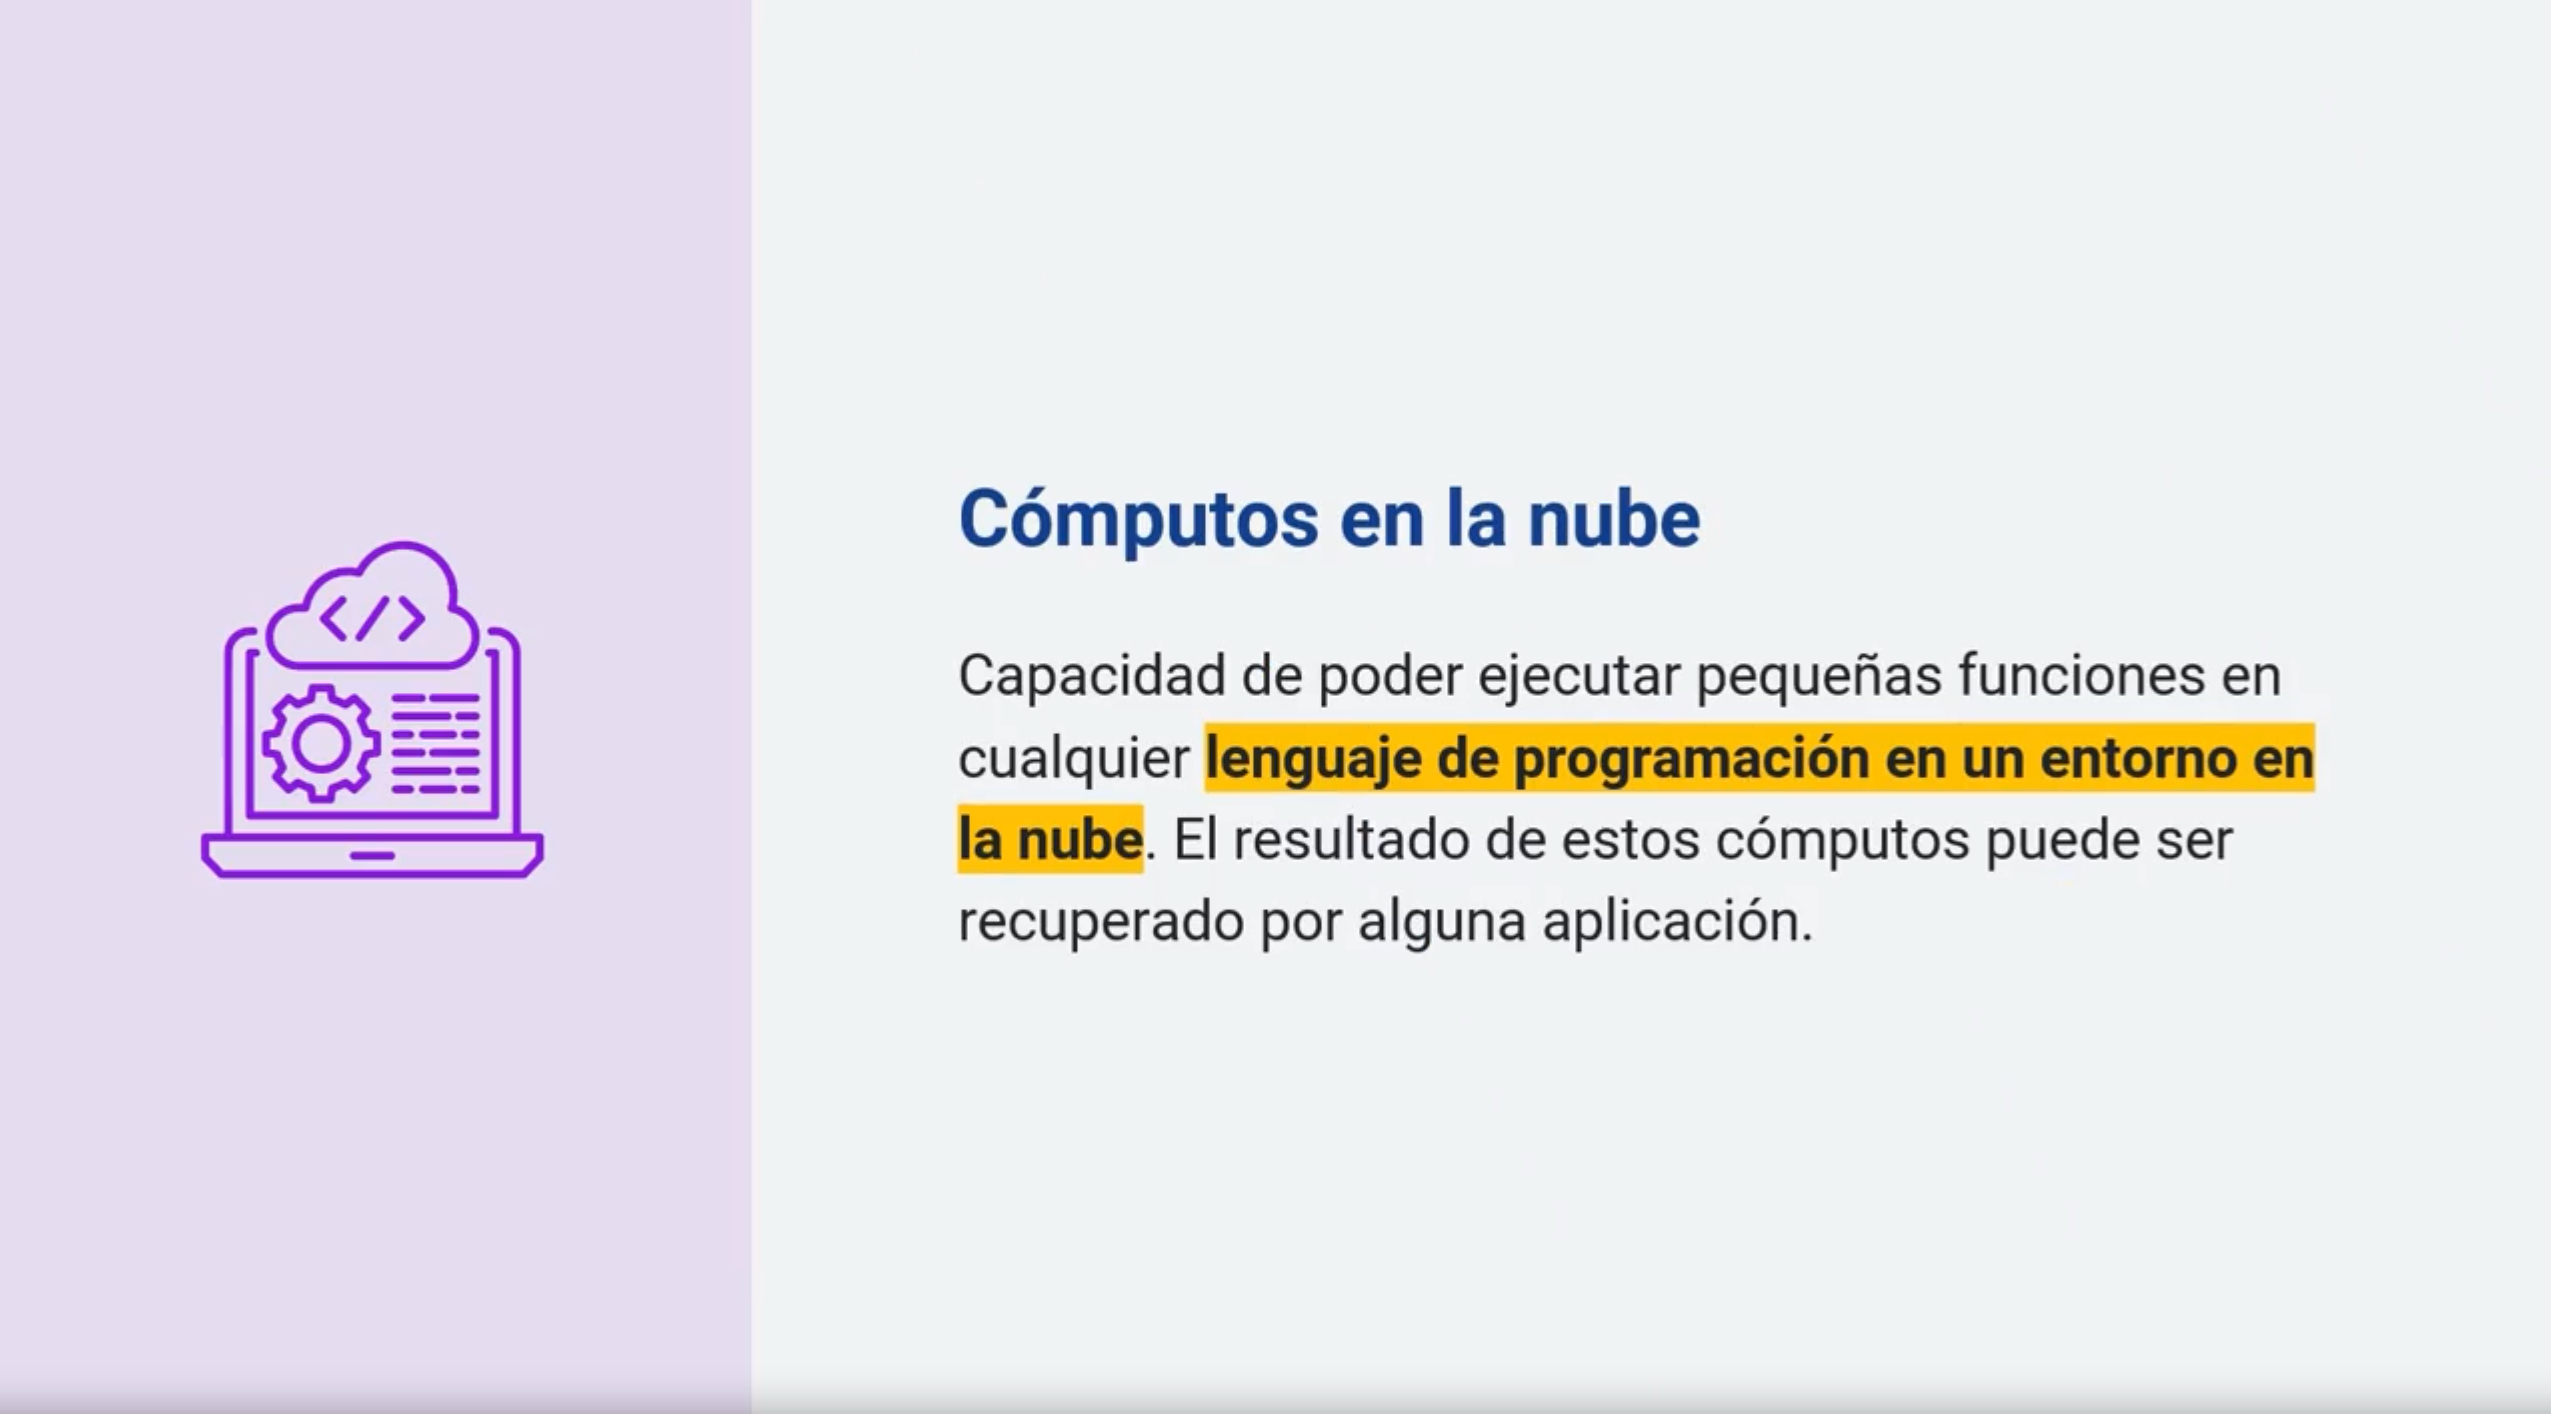 </>
Cómputos en la nube
Capacidad de poder ejecutar pequeñas funciones en
cualquier lenguaje de programación en un entorno en
la nube. El resultado de estos cómputos puede ser
recuperado por alguna aplicación.